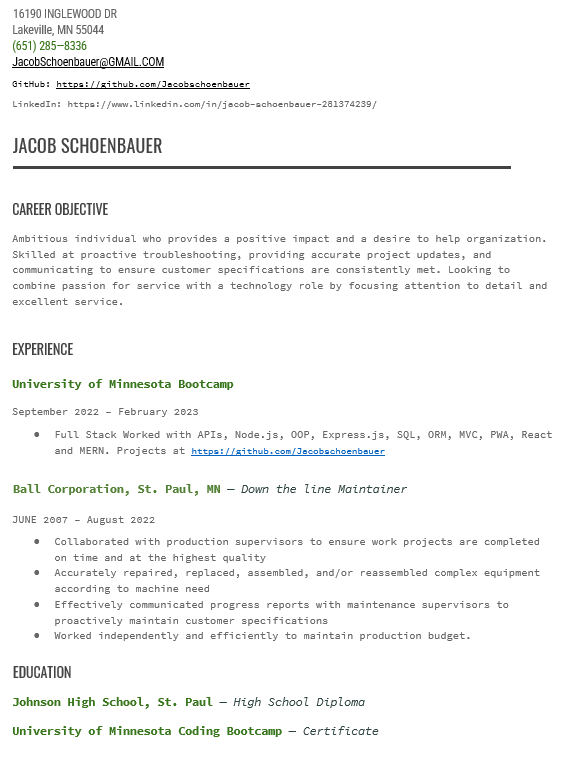 16190 INGLEWOOD DR
Lakeville, MN 55044
(651) 285–8336
JacobSchoenbauer@GMAIL.COM
GitHub: https://github.com/Jacobschoenbauer
LinkedIn: https://www.linkedin.com/in/jacob-schoenbauer-281374239/
JACOB SCHOENBAUER
CAREER OBJECTIVE
Ambitious individual who provides a positive impact and a desire to help organization.
Skilled at proactive troubleshooting, providing accurate project updates, and
communicating to ensure customer specifications are consistently met. Looking to
combine passion for service with a technology role by focusing attention to detail and
excellent service.
EXPERIENCE
University of Minnesota Bootcamp
September 2022 – February 2023
● Full Stack Worked with APIs, Node.js, OOP, Express.js, SQL, ORM, MVC, PWA, React
and MERN. Projects at https://github.com/Jacobschoenbauer
Ball Corporation, St. Paul, MN — Down the line Maintainer
JUNE 2007 – August 2022
● Collaborated with production supervisors to ensure work projects are completed
on time and at the highest quality
● Accurately repaired, replaced, assembled, and/or reassembled complex equipment
according to machine need
● Effectively communicated progress reports with maintenance supervisors to
proactively maintain customer specifications
● Worked independently and efficiently to maintain production budget.
EDUCATION
Johnson High School, St. Paul — High School Diploma
University of Minnesota Coding Bootcamp — Certificate